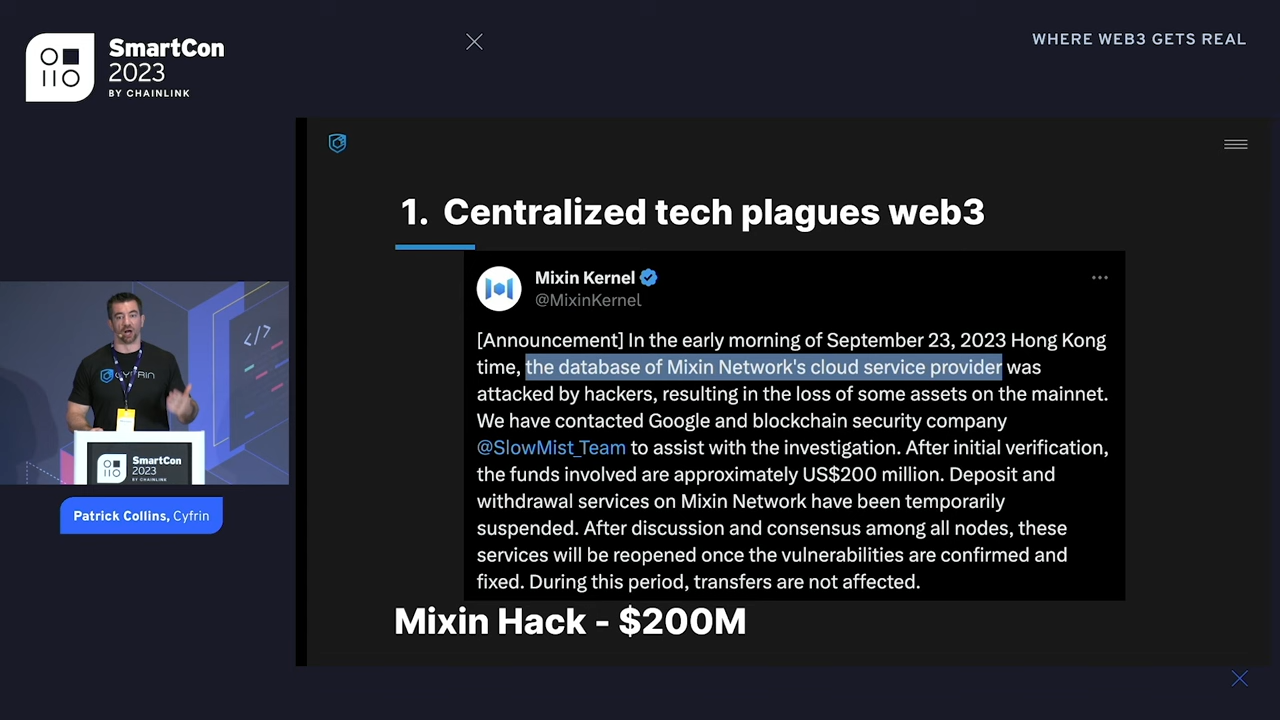 SmartCon
2023
BY CHAINLINK
WHERE WEB3 GETS REAL
1. Centralized tech plagues web3
Mixin Kernel
@MixinKernel
[Announcement] In the early morning of September 23, 2023 Hong Kong
time, the database of Mixin Network's cloud service provider was
attacked by hackers, resulting in the loss of some assets on the mainnet.
We have contacted Google and blockchain security company
@SlowMist_Team to assist with the investigation. After initial verification,
the funds involved are approximately US$200 million. Deposit and
withdrawal services on Mixin Network have been temporarily
suspended. After discussion and consensus among all nodes, these
services will be reopened once the vulnerabilities are confirmed and
fixed. During this period, transfers are not affected.
Mixin Hack - $200M
</>
CYFRIN
SmartCon
2023
BY CHAINLINK
Patrick Collins, Cyfrin